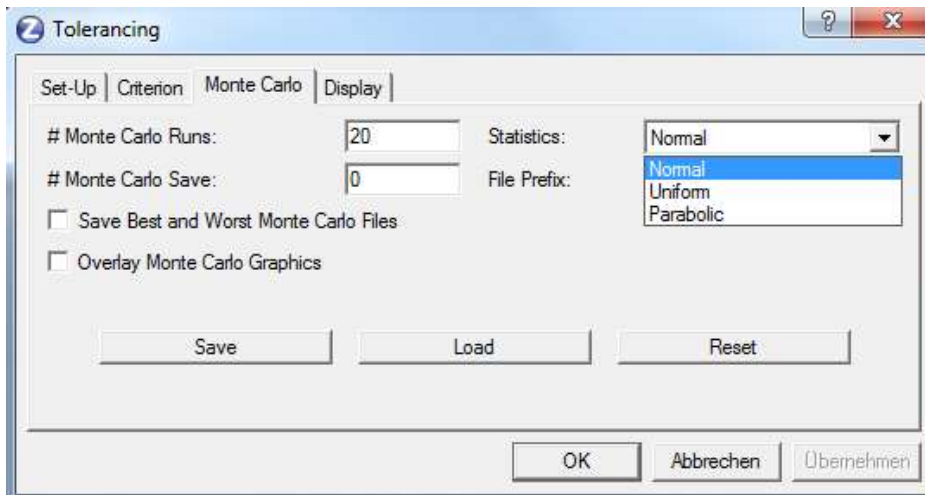 Tolerancing
Set-Up Criterion Monte Carlo Display
# Monte Carlo Runs: 20 Statistics: Normal
# Monte Carlo Save: 0 File Prefix: Normal
Uniform
Parabolic
Save Best and Worst Monte Carlo Files
Overlay Monte Carlo Graphics
Save Load Reset
OK Abbrechen Übernehmen